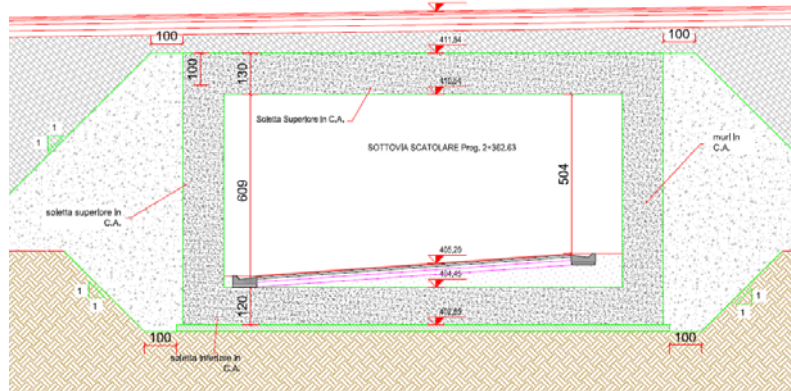 100
411,84
100
100
130
410,54
Soletta Superiore in C.A.
SOTTOVIA SCATOLARE Prog. 2+362,63
muri in
C.A.
1
1
609
504
soletta superiore in
C.A.
405,29
404,45
1
1
1
1
120
402,85
100
100
soletta inferiore in
C.A.